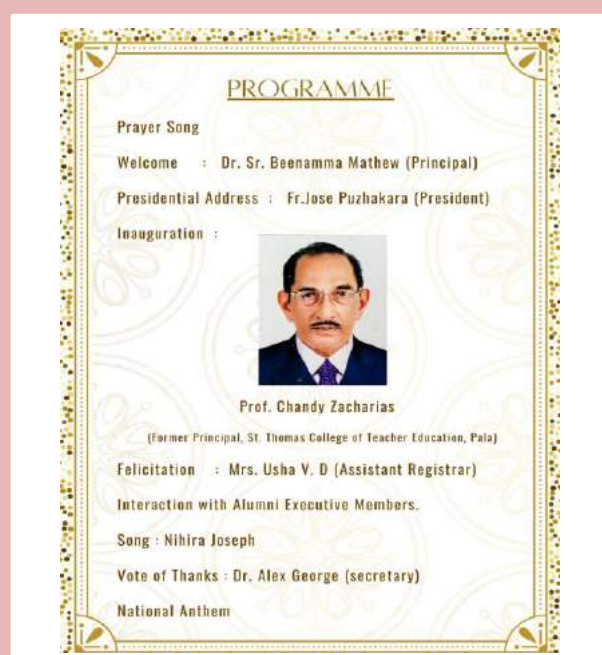 PROGRAMME
Prayer Song
Welcome : Dr. Sr. Beenamma Mathew (Principal)
Presidential Address : Fr.Jose Puzhakara (President)
Inauguration :
Prof. Chandy Zacharias
(Former Principal, St. Thomas College of Teacher Education, Pala)
Felicitation : Mrs. Usha V. D (Assistant Registrar)
Interaction with Alumni Executive Members.
Song : Nihira Joseph
Vote of Thanks : Dr. Alex George (secretary)
National Anthem